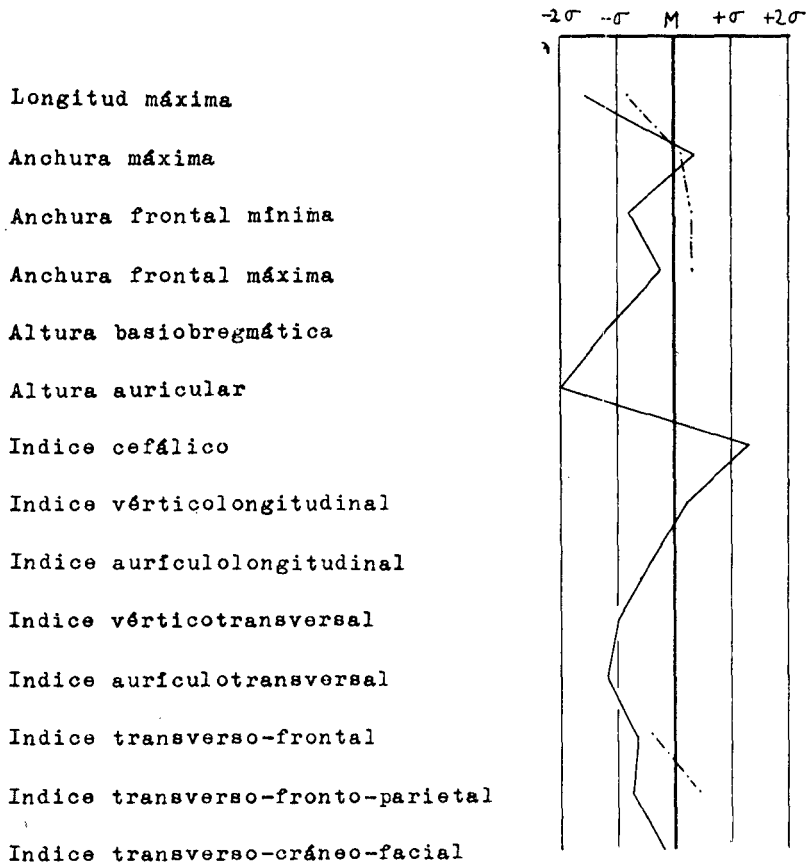 -2σ -σ M +σ +2σ
Longitud máxima
Anchura máxima
Anchura frontal mínima
Anchura frontal máxima
Altura basiobregmática
Altura auricular
Indice cefálico
Indice vérticolongitudinal
Indice aurículolongitudinal
Indice vérticotransversal
Indice aurículotransversal
Indice transverso-frontal
Indice transverso-fronto-parietal
Indice transverso-cráneo-facial